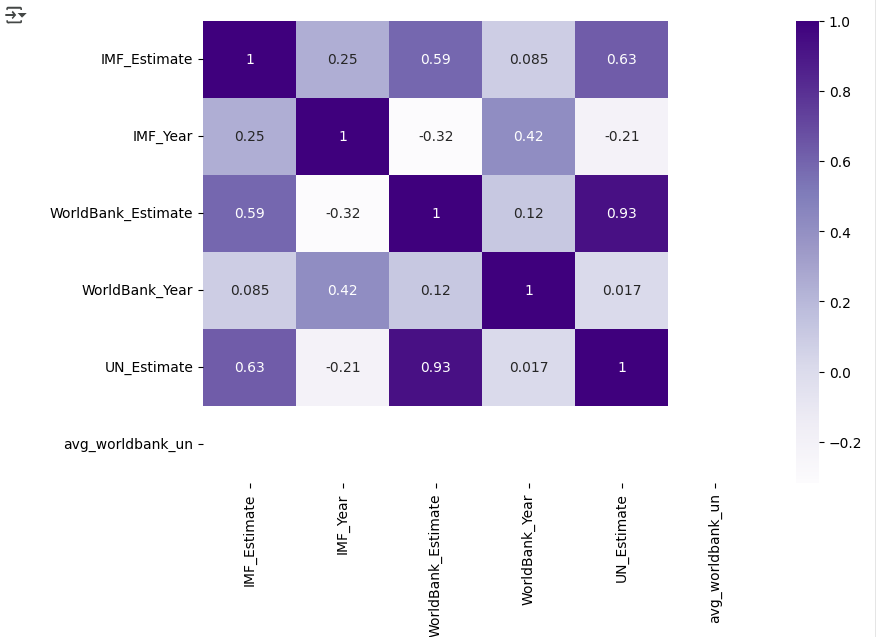 1.0
IMF_Estimate 1 0.25 0.59 0.085 0.63
0.8
IMF_Year 0.25 1 -0.32 0.42 -0.21
0.6
WorldBank_Estimate 0.59 -0.32 1 0.12 0.93
0.4
0.2
WorldBank_Year 0.085 0.42 0.12 1 0.017
0.0
UN_Estimate 0.63 -0.21 0.93 0.017 1
-0.2
avg_worldbank_un
IMF_Estimate
IMF_Year
WorldBank_Estimate
WorldBank_Year
UN_Estimate
avg_worldbank_un